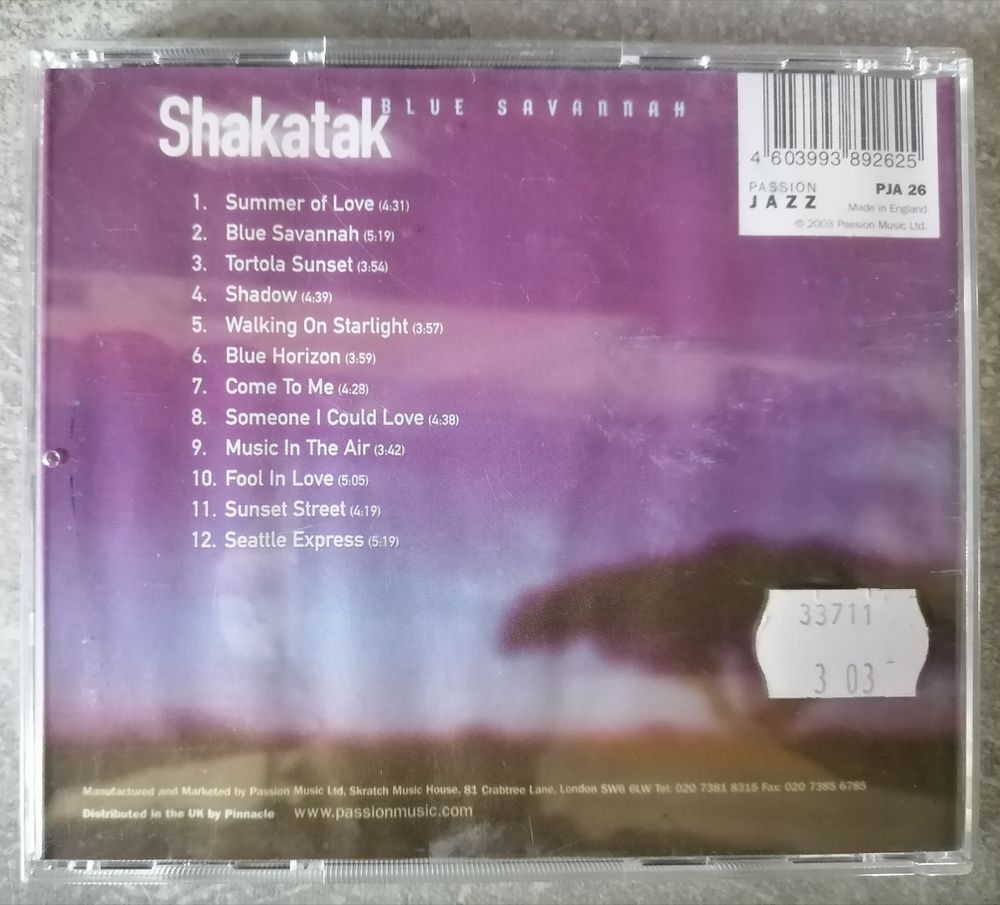 Shakatak BLUE SAVANNAH
4 603993 892625
PASSION
JAZZ
PJA 26
Made in England
© 2003 Passion Music Ltd.
1. Summer of Love (4:31)
2. Blue Savannah (5:19)
3. Tortola Sunset (3:54)
4. Shadow (4:39)
5. Walking On Starlight (3:57)
6. Blue Horizon (3:59)
7. Come To Me (4:28)
8. Someone I Could Love (4:38)
9. Music In The Air (3:42)
10. Fool In Love (5:05)
11. Sunset Street (4:19)
12. Seattle Express (5:19)
33711
3 03
Manufactured and Marketed by Passion Music Ltd, Skratch Music House, 81 Crabtree Lane, London SW6 6LW Tel: 020 7381 8315 Fax: 020 7385 6785
Distributed in the UK by Pinnacle www.passionmusic.com